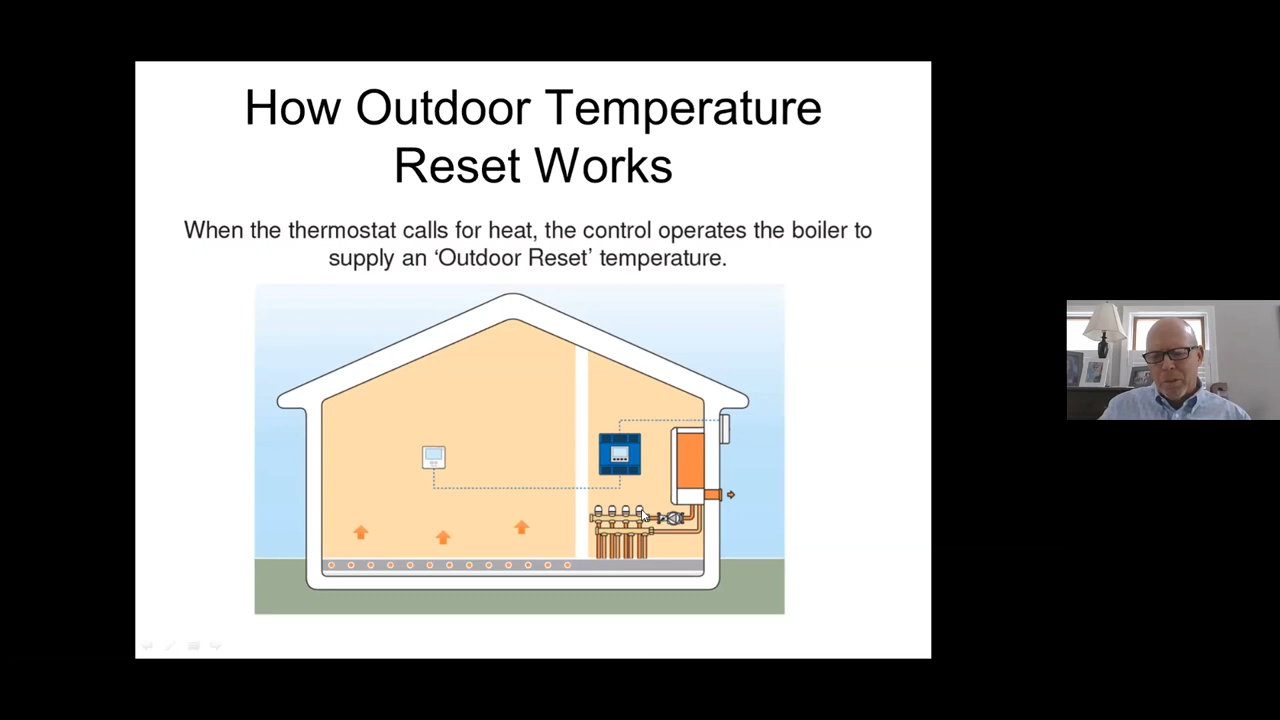 How Outdoor Temperature
Reset Works
When the thermostat calls for heat, the control operates the boiler to
supply an ‘Outdoor Reset’ temperature.